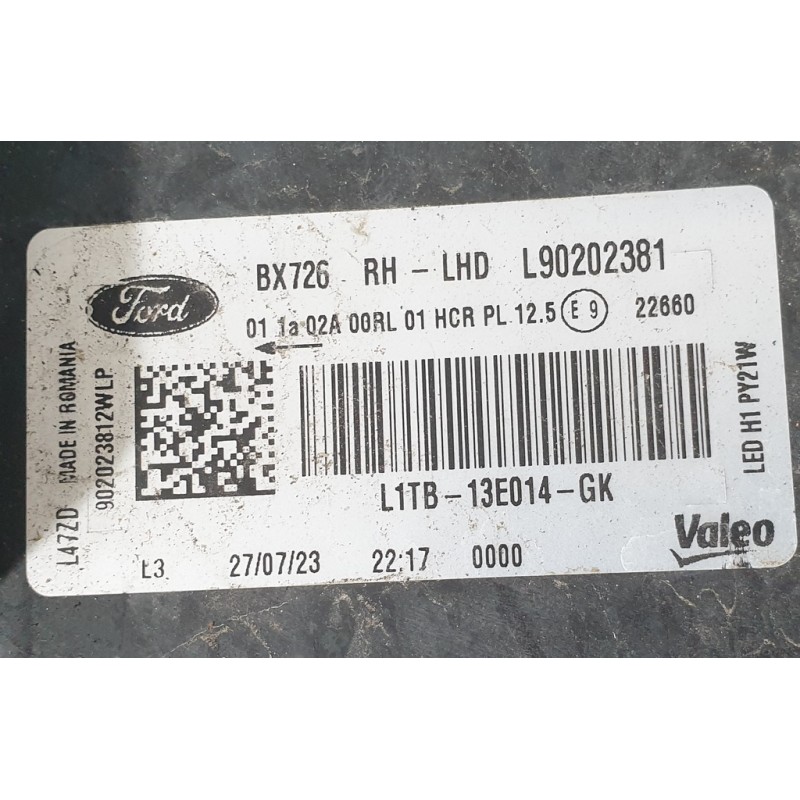 Ford
BX726 RH - LHD L90202381
01 1a 02A 00RL 01 HCR PL 12.5 E 9 22660
L1TB-13E014-GK
Valeo
L3 27/07/23 22:17 0000
L47ZD MADE IN ROMANIA
902023812WLP
LED H1 PY21W